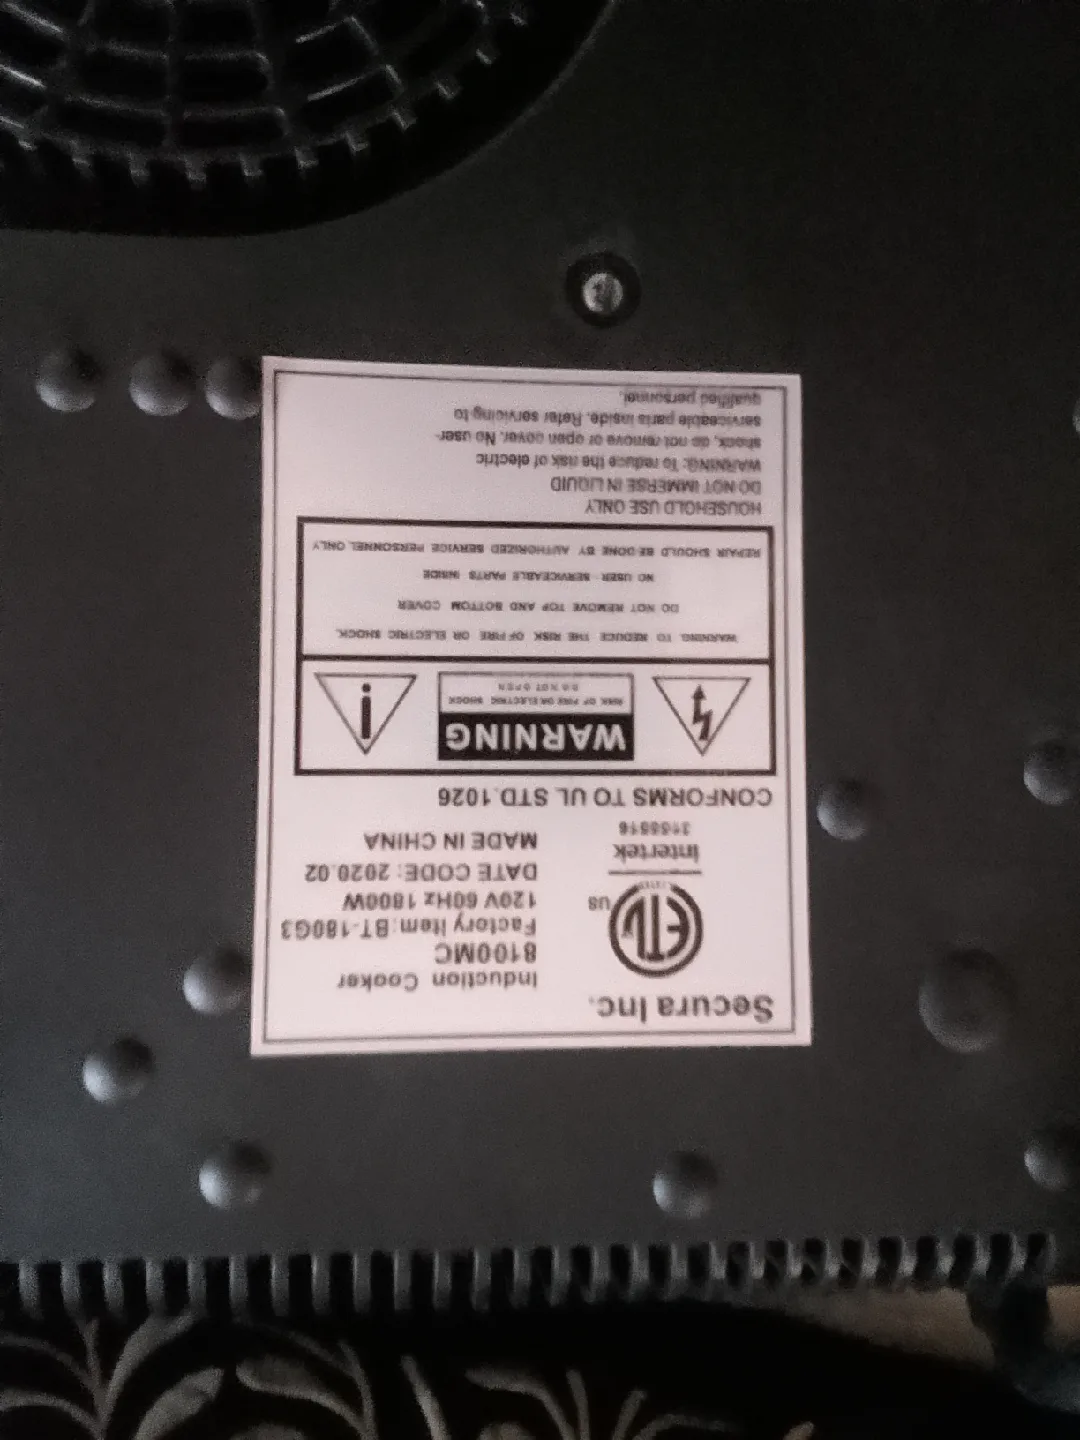 Secura Inc.
Induction Cooker
8100MC
Factory Item:BT-180G3
120V 60Hz 1800W
DATE CODE: 2020.02
MADE IN CHINA
ETL
US
LISTED
Intertek
CONFORMS TO UL STD.1026
WARNING
RISK OF FIRE OR ELECTRIC SHOCK
DO NOT OPEN
WARNING: TO REDUCE THE RISK OF FIRE OR ELECTRIC SHOCK.
DO NOT REMOVE TOP AND BOTTOM COVER
NO USER - SERVICEABLE PARTS INSIDE
REPAIR SHOULD BE DONE BY AUTHORIZED SERVICE PERSONNEL ONLY
HOUSEHOLD USE ONLY
DO NOT IMMERSE IN LIQUID
WARNING: To reduce the risk of electric
shock, do not remove or open cover. No user-
serviceable parts inside. Refer servicing to
qualified personnel.